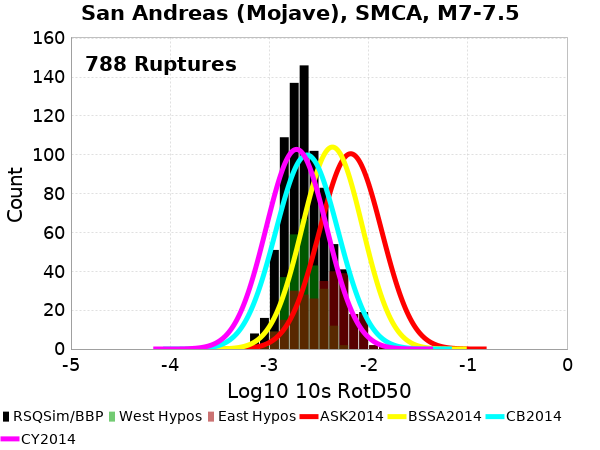 San Andreas (Mojave), SMCA, M7-7.5
160
140
120
100
80
60
40
20
0
788 Ruptures
Count
-5 -4 -3 -2 -1 0
Log10 10s RotD50
RSQSim/BBP West Hypos East Hypos ASK2014 BSSA2014 CB2014
CY2014